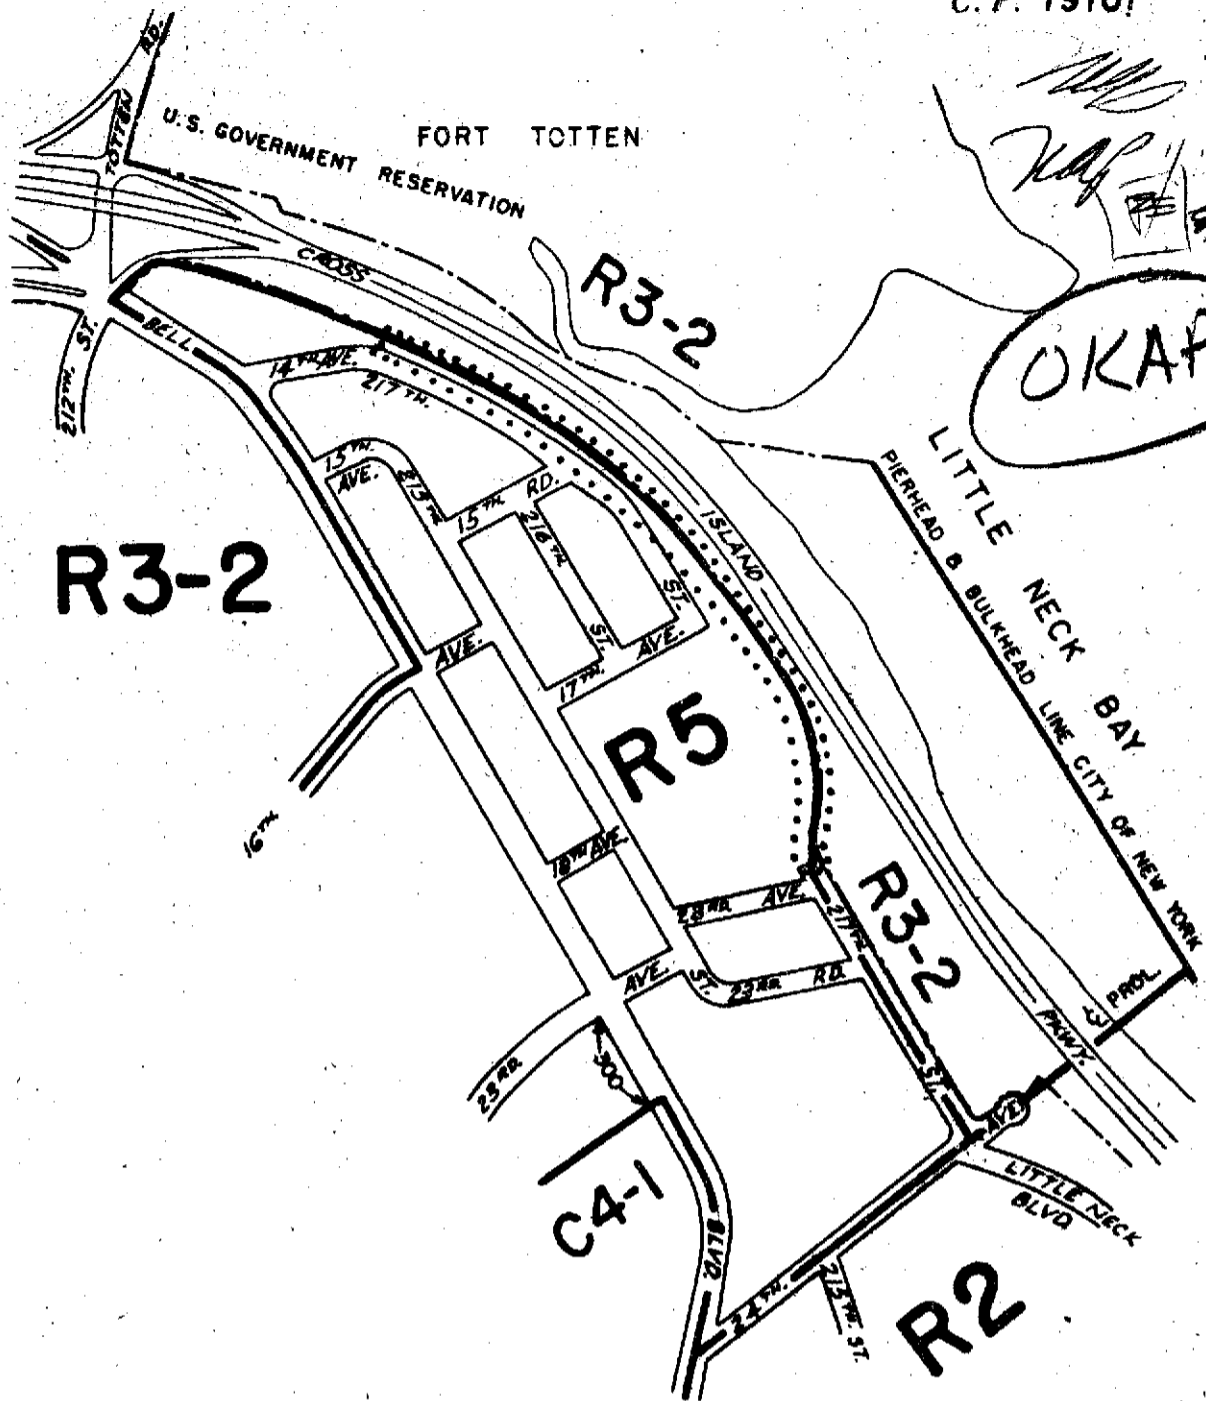 C.P. 1910!
RD.
TOTTEN
U.S. GOVERNMENT RESERVATION
FORT TOTTEN
OKAP
CROSS
R3-2
BELL
212TH. ST.
14TH AVE.
217TH.
15TH.
AVE.
213TH
15TH RD.
216TH
ST.
ISLAND
ST.
LITTLE NECK BAY
PIERHEAD & BULKHEAD LINE CITY OF NEW YORK
R3-2
AVE.
17TH. AVE.
R5
16TH
18TH AVE.
R3-2
23RD AVE.
217TH
AVE.
ST.
23RD RD.
PROL.
PKWY.
23RD
300
ST.
AVE.
C4-1
LITTLE NECK
BLVD
BLVD.
24TH.
215TH. ST.
R2